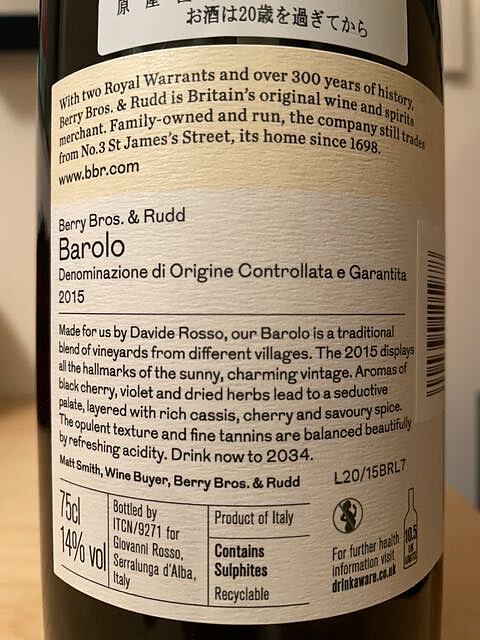 原産国
お酒は20歳を過ぎてから
With two Royal Warrants and over 300 years of history,
Berry Bros. & Rudd is Britain's original wine and spirits
merchant. Family-owned and run, the company still trades
from No.3 St James's Street, its home since 1698.
www.bbr.com
Berry Bros. & Rudd
Barolo
Denominazione di Origine Controllata e Garantita
2015
Made for us by Davide Rosso, our Barolo is a traditional
blend of vineyards from different villages. The 2015 displays
all the hallmarks of the sunny, charming vintage. Aromas of
black cherry, violet and dried herbs lead to a seductive
palate, layered with rich cassis, cherry and savoury spice.
The opulent texture and fine tannins are balanced beautifully
by refreshing acidity. Drink now to 2034.
Matt Smith, Wine Buyer, Berry Bros. & Rudd
L20/15BRL7
75cl
14% vol
Bottled by
ITCN/9271 for
Giovanni Rosso,
Serralunga d'Alba,
Italy
Product of Italy
Contains
Sulphites
Recyclable
For further health
information visit
drinkaware.co.uk
10.5
UK
UNITS